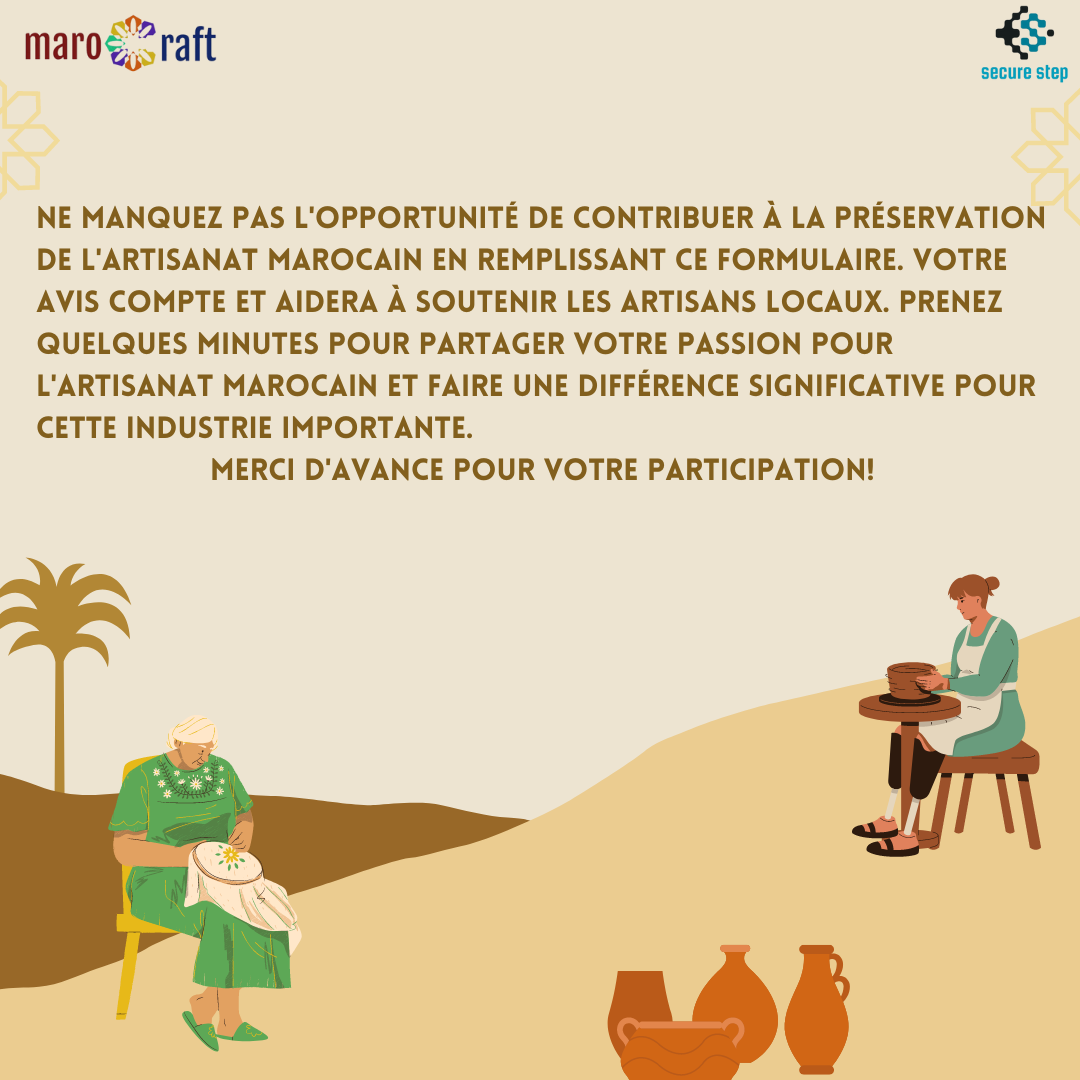 maro raft
secure step
NE MANQUEZ PAS L'OPPORTUNITÉ DE CONTRIBUER À LA PRÉSERVATION
DE L'ARTISANAT MAROCAIN EN REMPLISSANT CE FORMULAIRE. VOTRE
AVIS COMPTE ET AIDERA À SOUTENIR LES ARTISANS LOCAUX. PRENEZ
QUELQUES MINUTES POUR PARTAGER VOTRE PASSION POUR
L'ARTISANAT MAROCAIN ET FAIRE UNE DIFFÉRENCE SIGNIFICATIVE POUR
CETTE INDUSTRIE IMPORTANTE.
MERCI D'AVANCE POUR VOTRE PARTICIPATION!